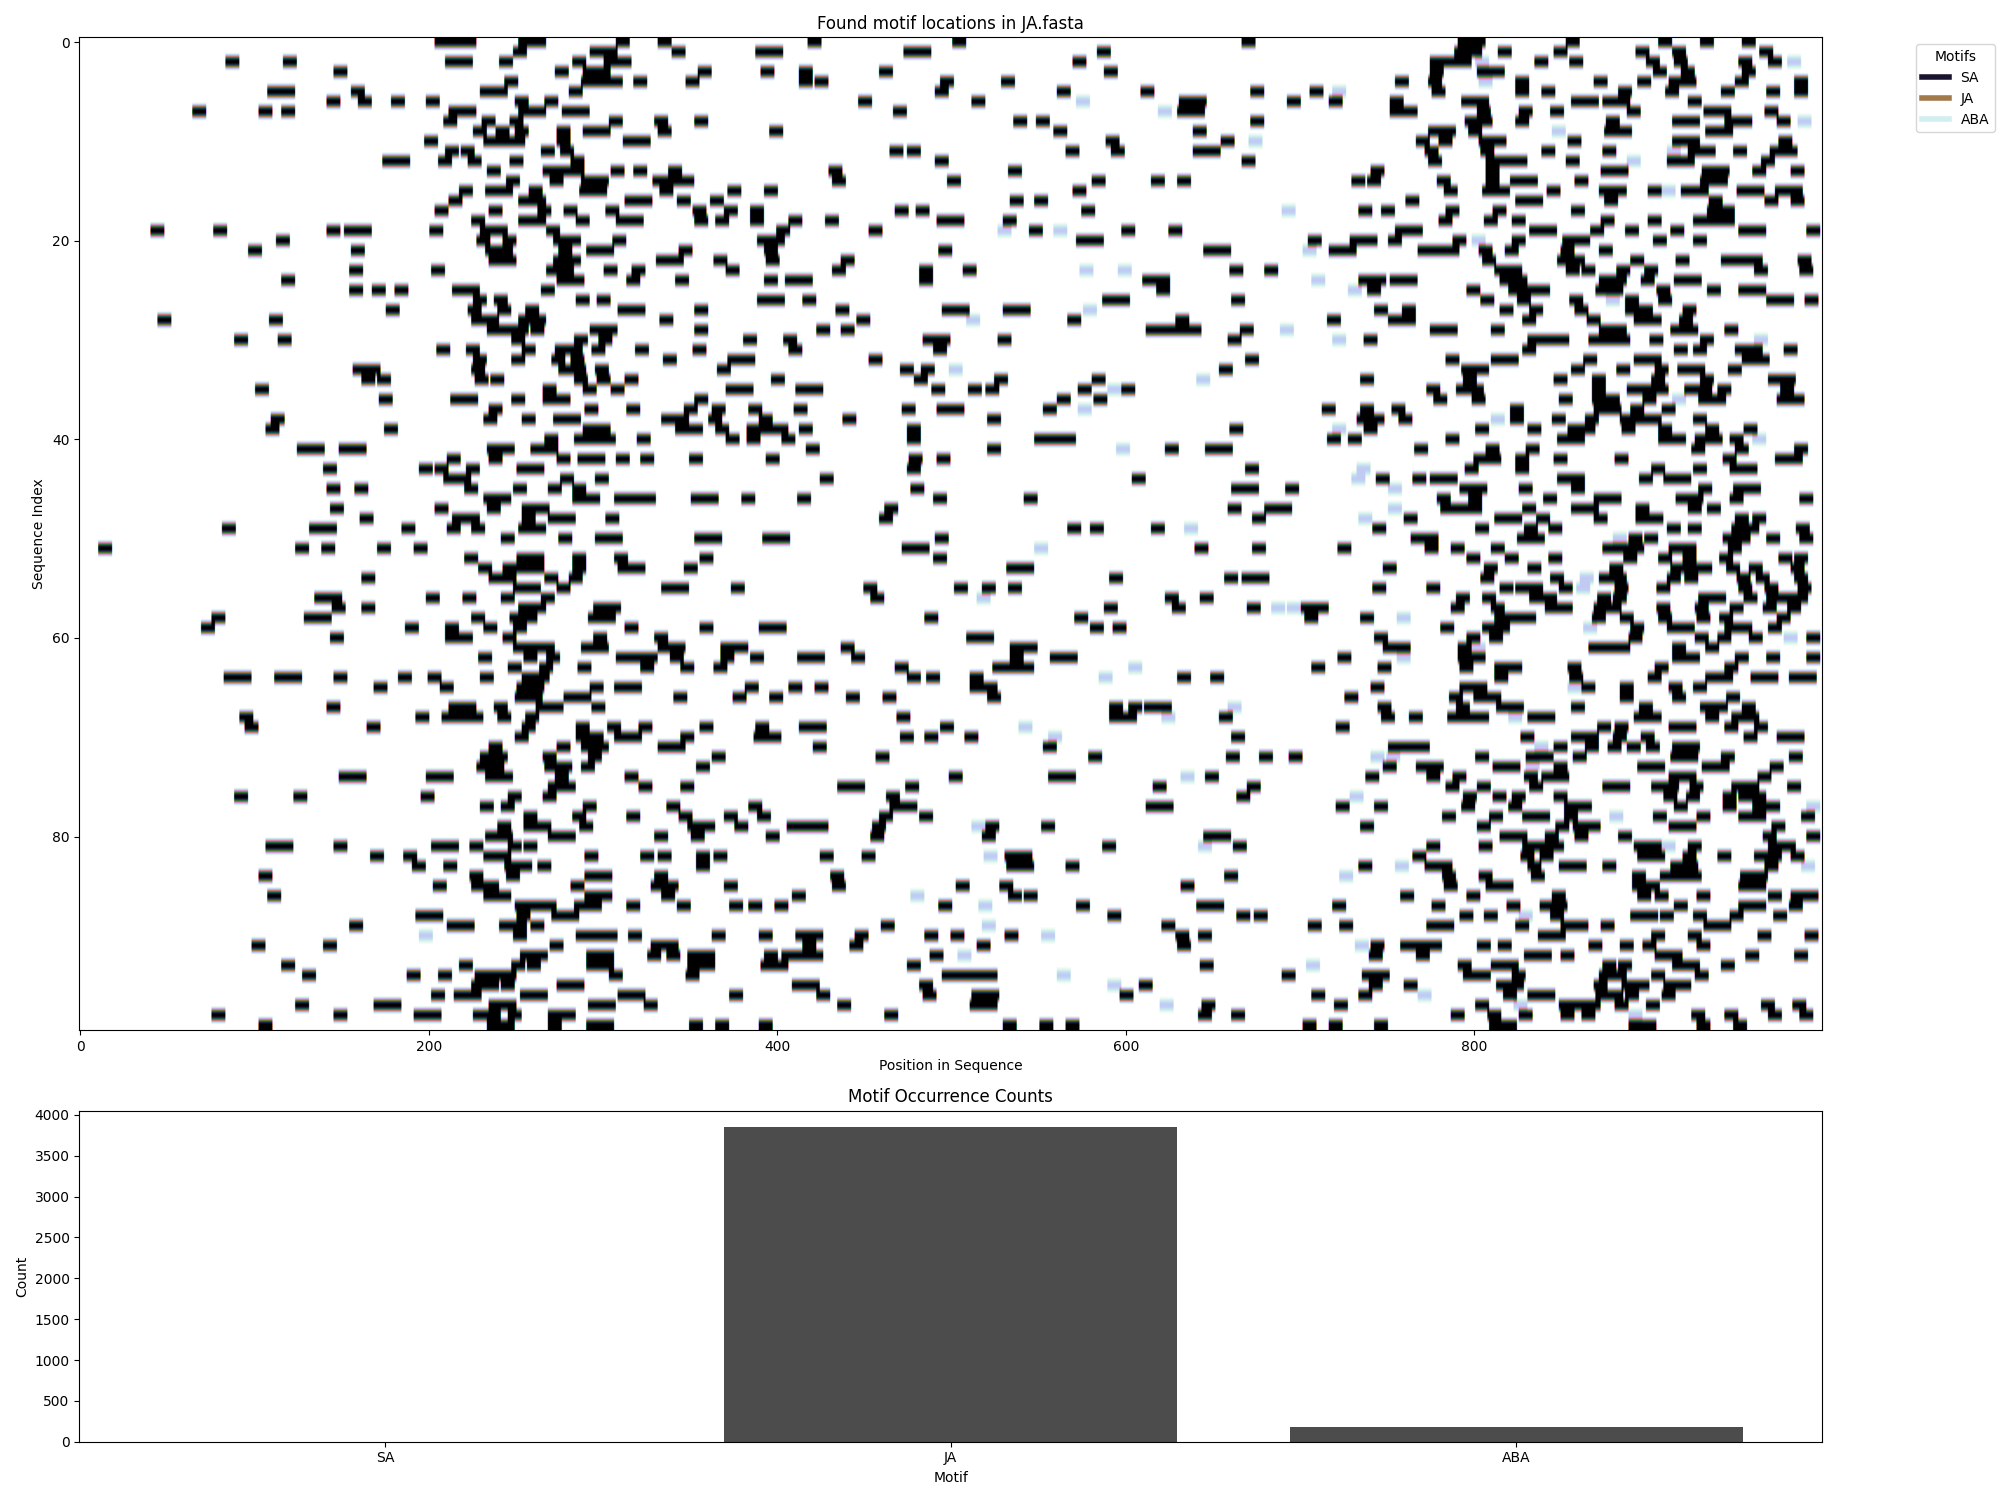 Found motif locations in JA.fasta
0
20
40
60
80
Sequence Index
0
200
400
600
800
Position in Sequence
Motifs
SA
JA
ABA
Motif Occurrence Counts
4000
3500
3000
2500
2000
1500
1000
500
0
Count
SA
JA
ABA
Motif